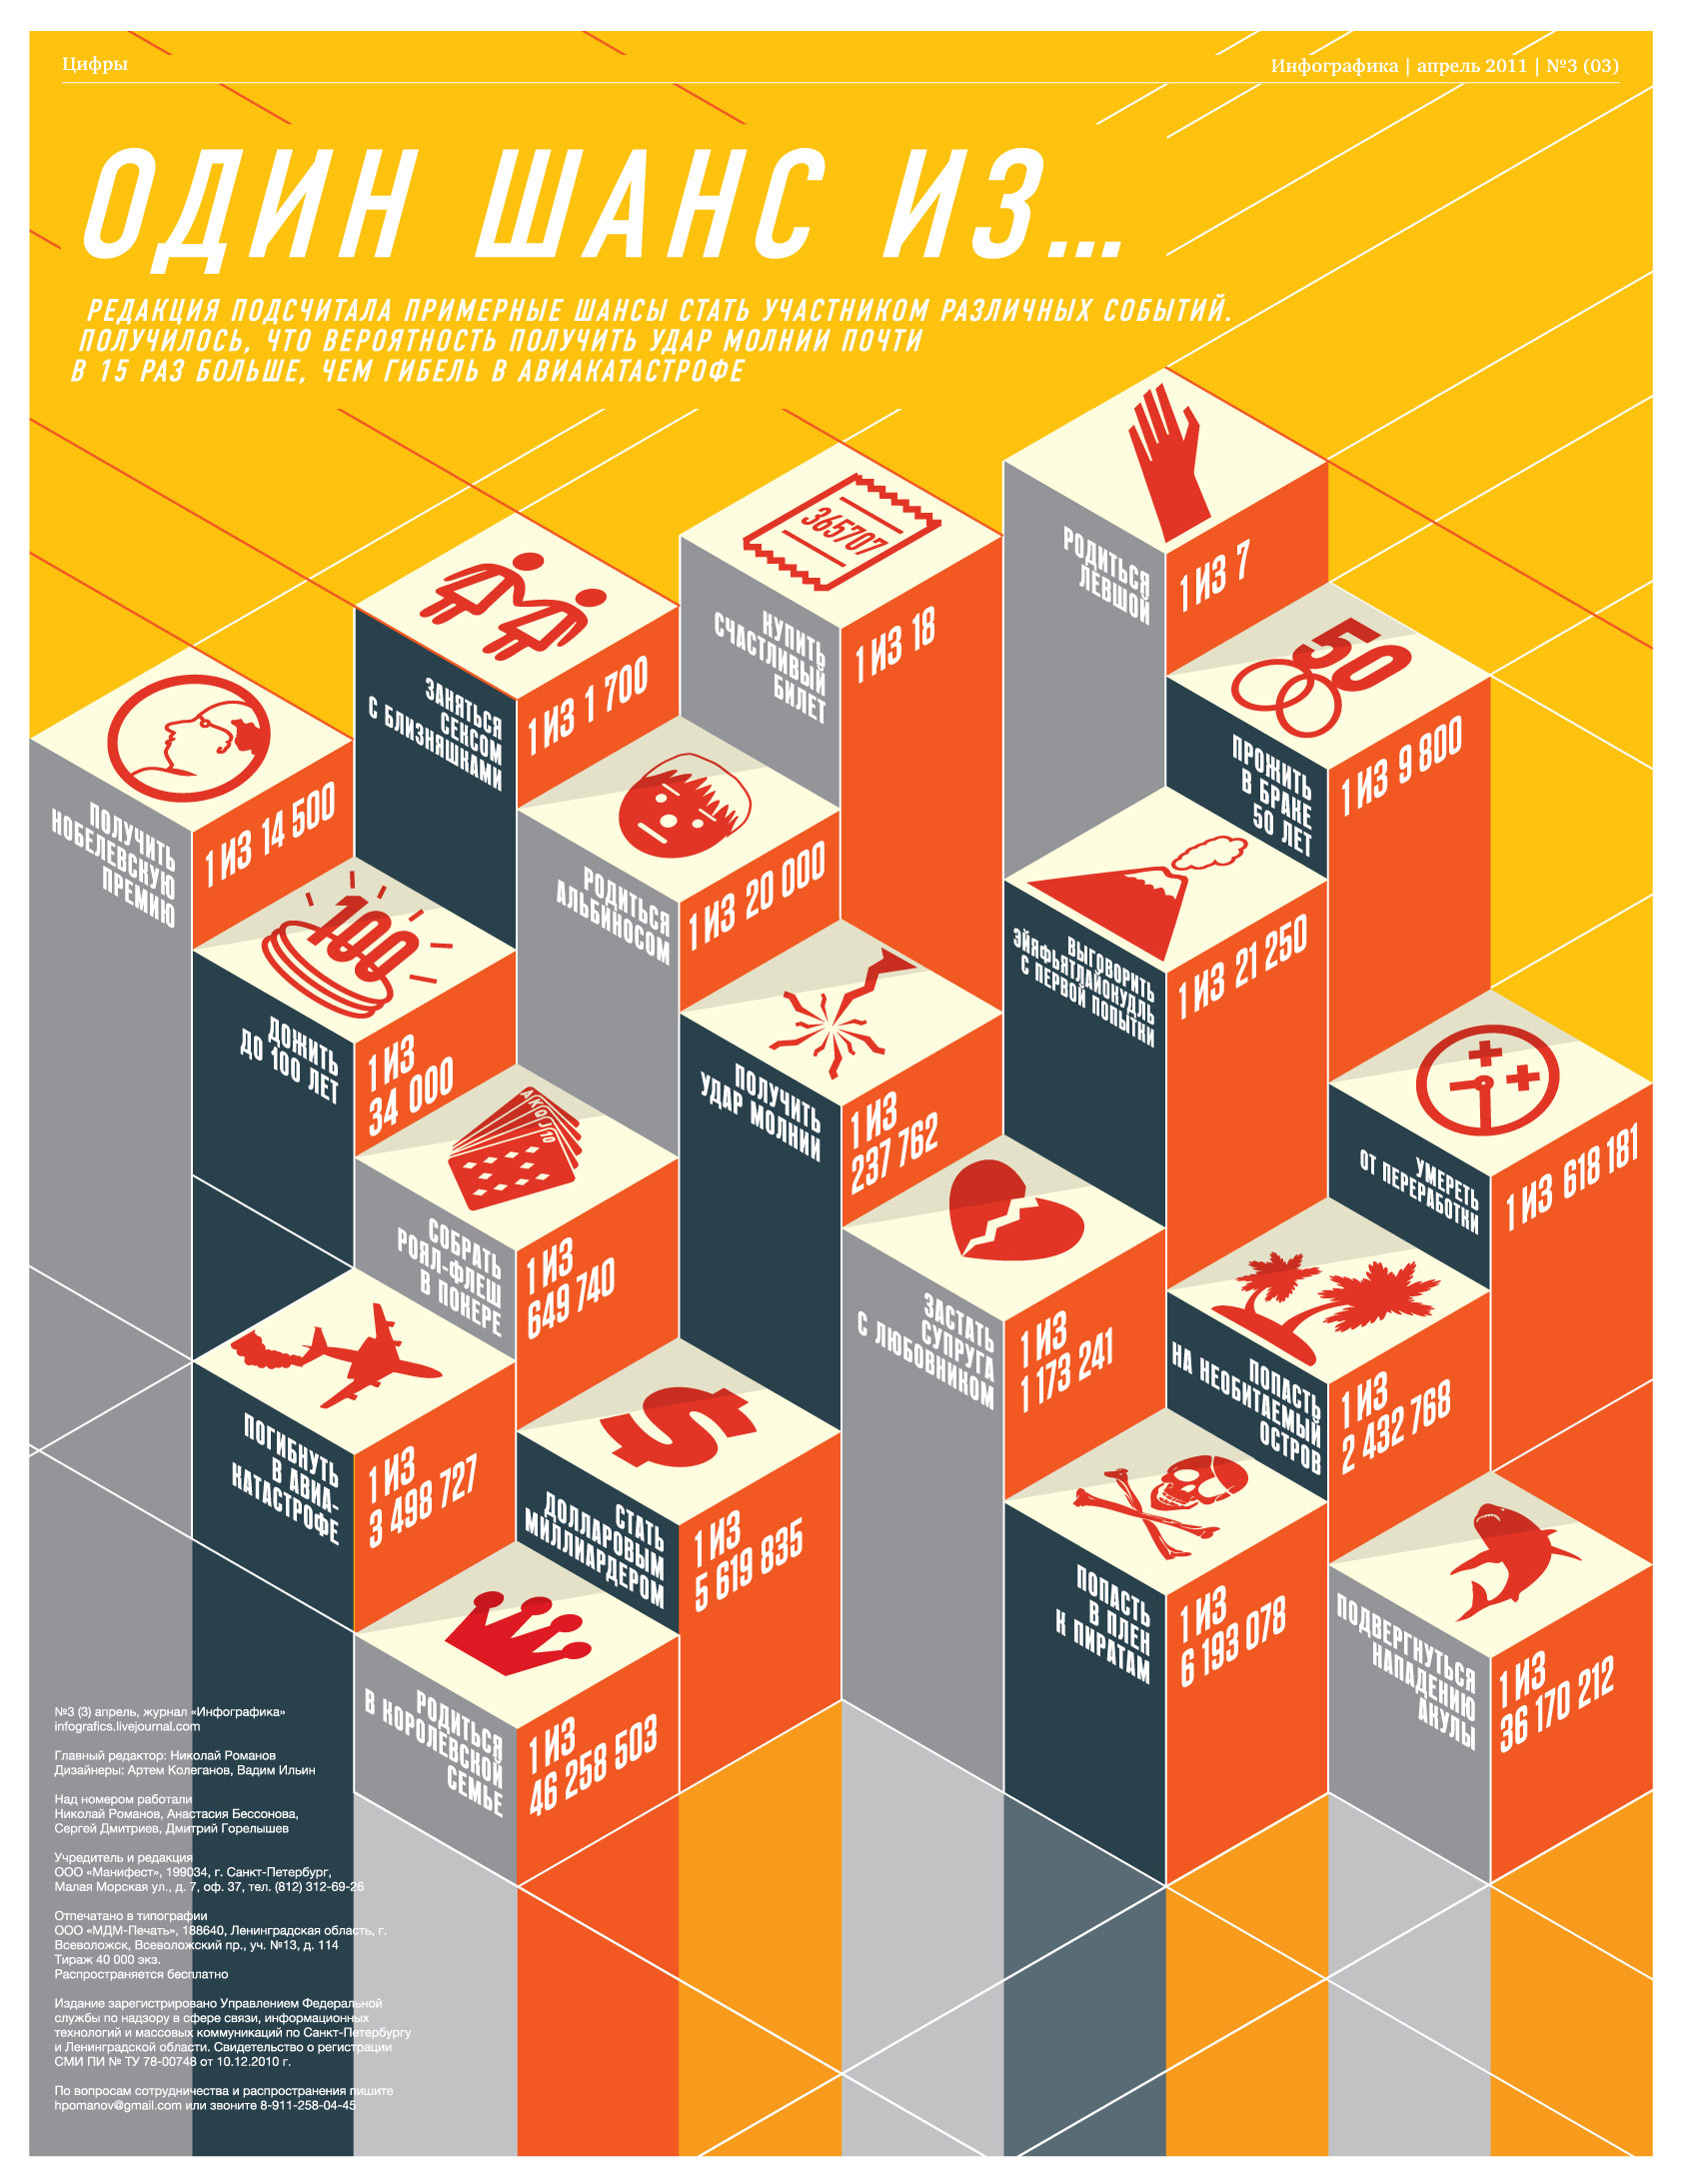 Цифры
Инфографика | апрель 2011 | №3 (03)
ОДИН ШАНС ИЗ...
РЕДАКЦИЯ ПОДСЧИТАЛА ПРИМЕРНЫЕ ШАНСЫ СТАТЬ УЧАСТНИКОМ РАЗЛИЧНЫХ СОБЫТИЙ.
ПОЛУЧИЛОСЬ, ЧТО ВЕРОЯТНОСТЬ ПОЛУЧИТЬ УДАР МОЛНИИ ПОЧТИ
В 15 РАЗ БОЛЬШЕ, ЧЕМ ГИБЕЛЬ В АВИАКАТАСТРОФЕ
РОДИТЬСЯ
ЛЕВШОЙ
1 ИЗ 7
365707
КУПИТЬ
СЧАСТЛИВЫЙ
БИЛЕТ
1 ИЗ 18
ЗАНЯТЬСЯ
СЕКСОМ
С БЛИЗНЯШКАМИ
1 ИЗ 1 700
50
ПРОЖИТЬ
В БРАКЕ
50 ЛЕТ
1 ИЗ 9 800
ПОЛУЧИТЬ
НОБЕЛЕВСКУЮ
ПРЕМИЮ
1 ИЗ 14 500
РОДИТЬСЯ
АЛЬБИНОСОМ
1 ИЗ 20 000
ВЫГОВОРИТЬ
ЭЙЯФЬЯТЛАЙОКУДЛЬ
С ПЕРВОЙ ПОПЫТКИ
1 ИЗ 21 250
100
ДОЖИТЬ
ДО 100 ЛЕТ
1 ИЗ
34 000
ПОЛУЧИТЬ
УДАР МОЛНИИ
1 ИЗ
237 762
УМЕРЕТЬ
ОТ ПЕРЕРАБОТКИ
1 ИЗ 618 181
A K Q J 10
СОБРАТЬ
РОЯЛ-ФЛЕШ
В ПОКЕРЕ
1 ИЗ
649 740
ЗАСТАТЬ
СУПРУГА
С ЛЮБОВНИКОМ
1 ИЗ
1 173 241
ПОПАСТЬ
НА НЕОБИТАЕМЫЙ
ОСТРОВ
1 ИЗ
2 432 768
ПОГИБНУТЬ
В АВИА-
КАТАСТРОФЕ
1 ИЗ
3 498 727
$
СТАТЬ
ДОЛЛАРОВЫМ
МИЛЛИАРДЕРОМ
1 ИЗ
5 619 835
ПОПАСТЬ
В ПЛЕН
К ПИРАТАМ
1 ИЗ
6 193 078
ПОДВЕРГНУТЬСЯ
НАПАДЕНИЮ
АКУЛЫ
1 ИЗ
36 170 212
РОДИТЬСЯ
В КОРОЛЕВСКОЙ
СЕМЬЕ
1 ИЗ
46 258 503
№3 (3) апрель, журнал «Инфографика»
infografics.livejournal.com
Главный редактор: Николай Романов
Дизайнеры: Артем Колеганов, Вадим Ильин
Над номером работали
Николай Романов, Анастасия Бессонова,
Сергей Дмитриев, Дмитрий Горелышев
Учредитель и редакция
ООО «Манифест», 199034, г. Санкт-Петербург,
Малая Морская ул., д. 7, оф. 37, тел. (812) 312-69-26
Отпечатано в типографии
ООО «МДМ-Печать», 188640, Ленинградская область, г.
Всеволожск, Всеволожский пр., уч. №13, д. 114
Тираж 40 000 экз.
Распространяется бесплатно
Издание зарегистрировано Управлением Федеральной
службы по надзору в сфере связи, информационных
технологий и массовых коммуникаций по Санкт-Петербургу
и Ленинградской области. Свидетельство о регистрации
СМИ ПИ № ТУ 78-00748 от 10.12.2010 г.
По вопросам сотрудничества и распространения пишите
hpomanov@gmail.com или звоните 8-911-258-04-45